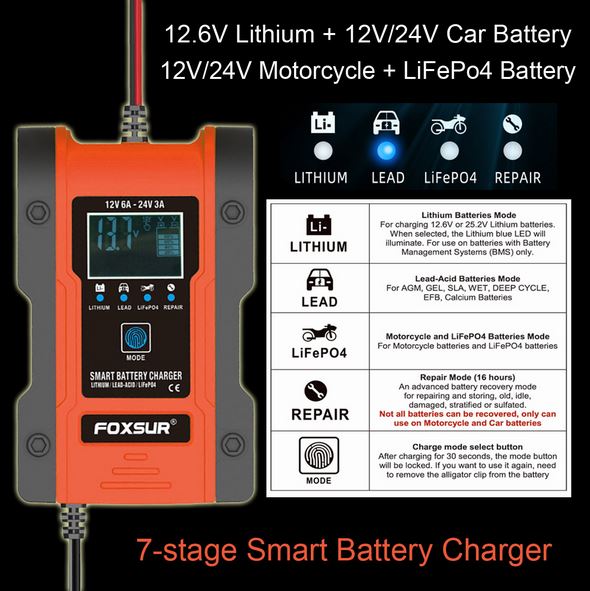 12.6V Lithium + 12V/24V Car Battery
12V/24V Motorcycle + LiFePo4 Battery
Li-
LITHIUM LEAD LiFePO4 REPAIR
12V 6A - 24V 3A
13.7
LITHIUM LEAD LiFePO4 REPAIR
MODE
SMART BATTERY CHARGER
LITHIUM / LEAD-ACID / LiFePO4
CE
FOXSUR®
Li-
LITHIUM
Lithium Batteries Mode
For charging 12.6V or 25.2V Lithium batteries.
When selected, the Lithium blue LED will
illuminate. For use on batteries with Battery
Management Systems (BMS) only.
LEAD
Lead-Acid Batteries Mode
For AGM, GEL, SLA, WET, DEEP CYCLE,
EFB, Calcium Batteries
LiFePO4
Motorcycle and LiFePO4 Batteries Mode
For Motorcycle batteries and LiFePO4 batteries
REPAIR
Repair Mode (16 hours)
An advanced battery recovery mode
for repairing and storing, old, idle,
damaged, stratified or sulfated.
Not all batteries can be recovered, only can
use on Motorcycle and Car batteries
MODE
Charge mode select button
After charging for 30 seconds, the mode button
will be locked. If you want to use it again, need
to remove the alligator clip from the battery
7-stage Smart Battery Charger